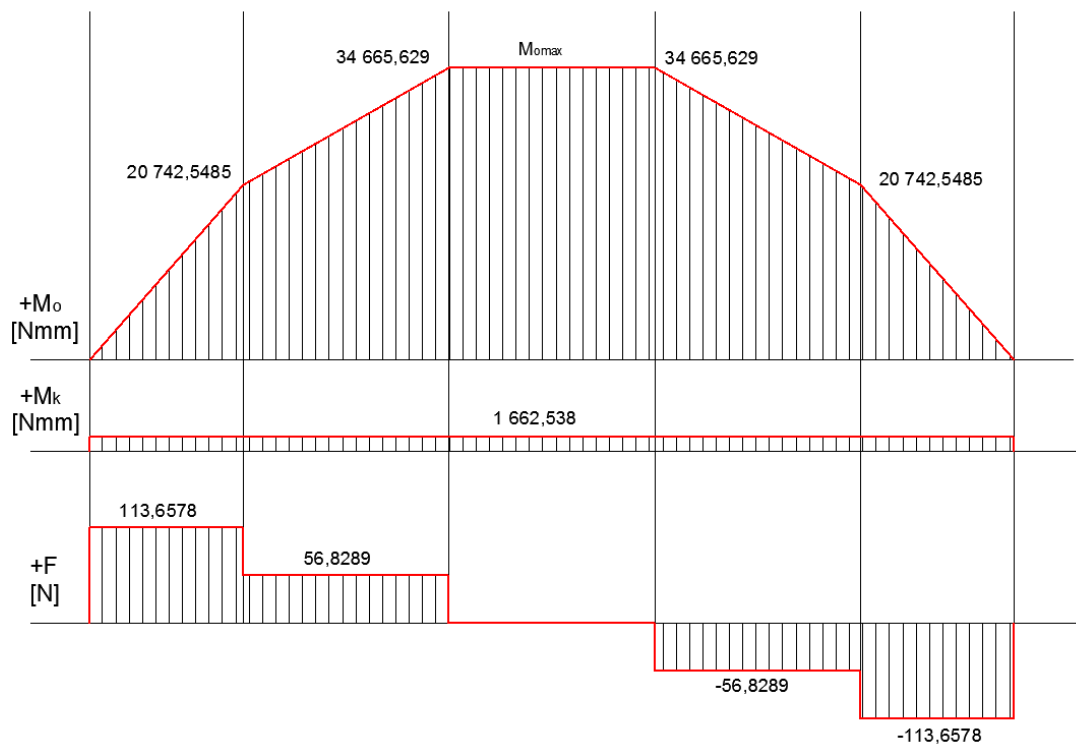 Momax
34 665,629
34 665,629
20 742,5485
20 742,5485
+Mo
[Nmm]
+Mk
[Nmm]
1 662,538
113,6578
56,8289
+F
[N]
-56,8289
-113,6578